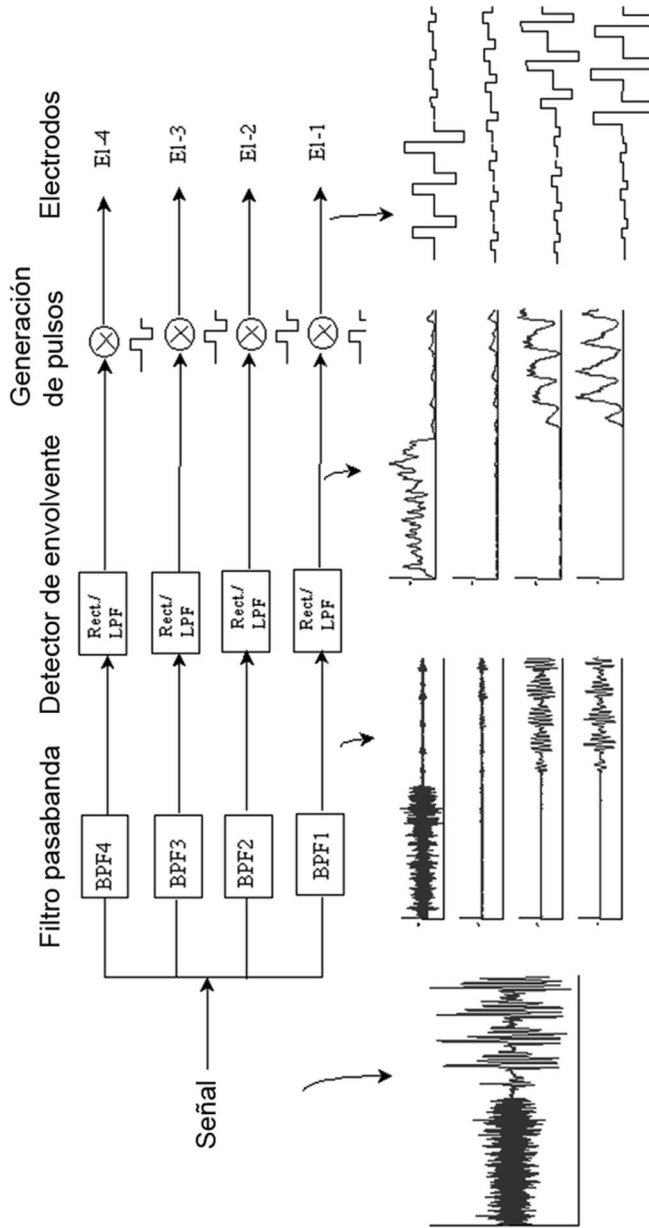 Filtro pasabanda
Detector de envolvente
Generación
de pulsos
Electrodos
Señal
BPF4
Rect./
LPF
El-4
BPF3
Rect./
LPF
El-3
BPF2
Rect./
LPF
El-2
BPF1
Rect./
LPF
El-1